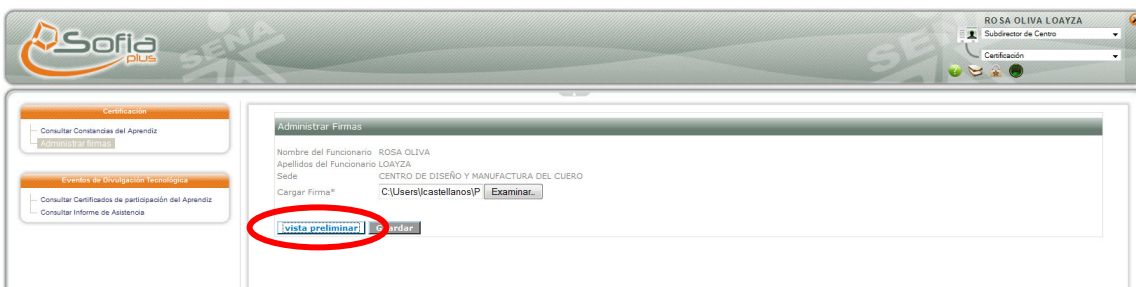 Sofia
plus
SENA
SENA
ROSA OLIVA LOAYZA
Subdirector de Centro
Certificación
Certificación
Consultar Constancias del Aprendiz
Administrar firmas
Eventos de Divulgación Tecnológica
Consultar Certificados de participación del Aprendiz
Consultar Informe de Asistencia
Administrar Firmas
Nombre del Funcionario ROSA OLIVA
Apellidos del Funcionario LOAYZA
Sede CENTRO DE DISEÑO Y MANUFACTURA DEL CUERO
Cargar Firma* C:\Users\lcastellanos\P Examinar..
vista preliminar Guardar